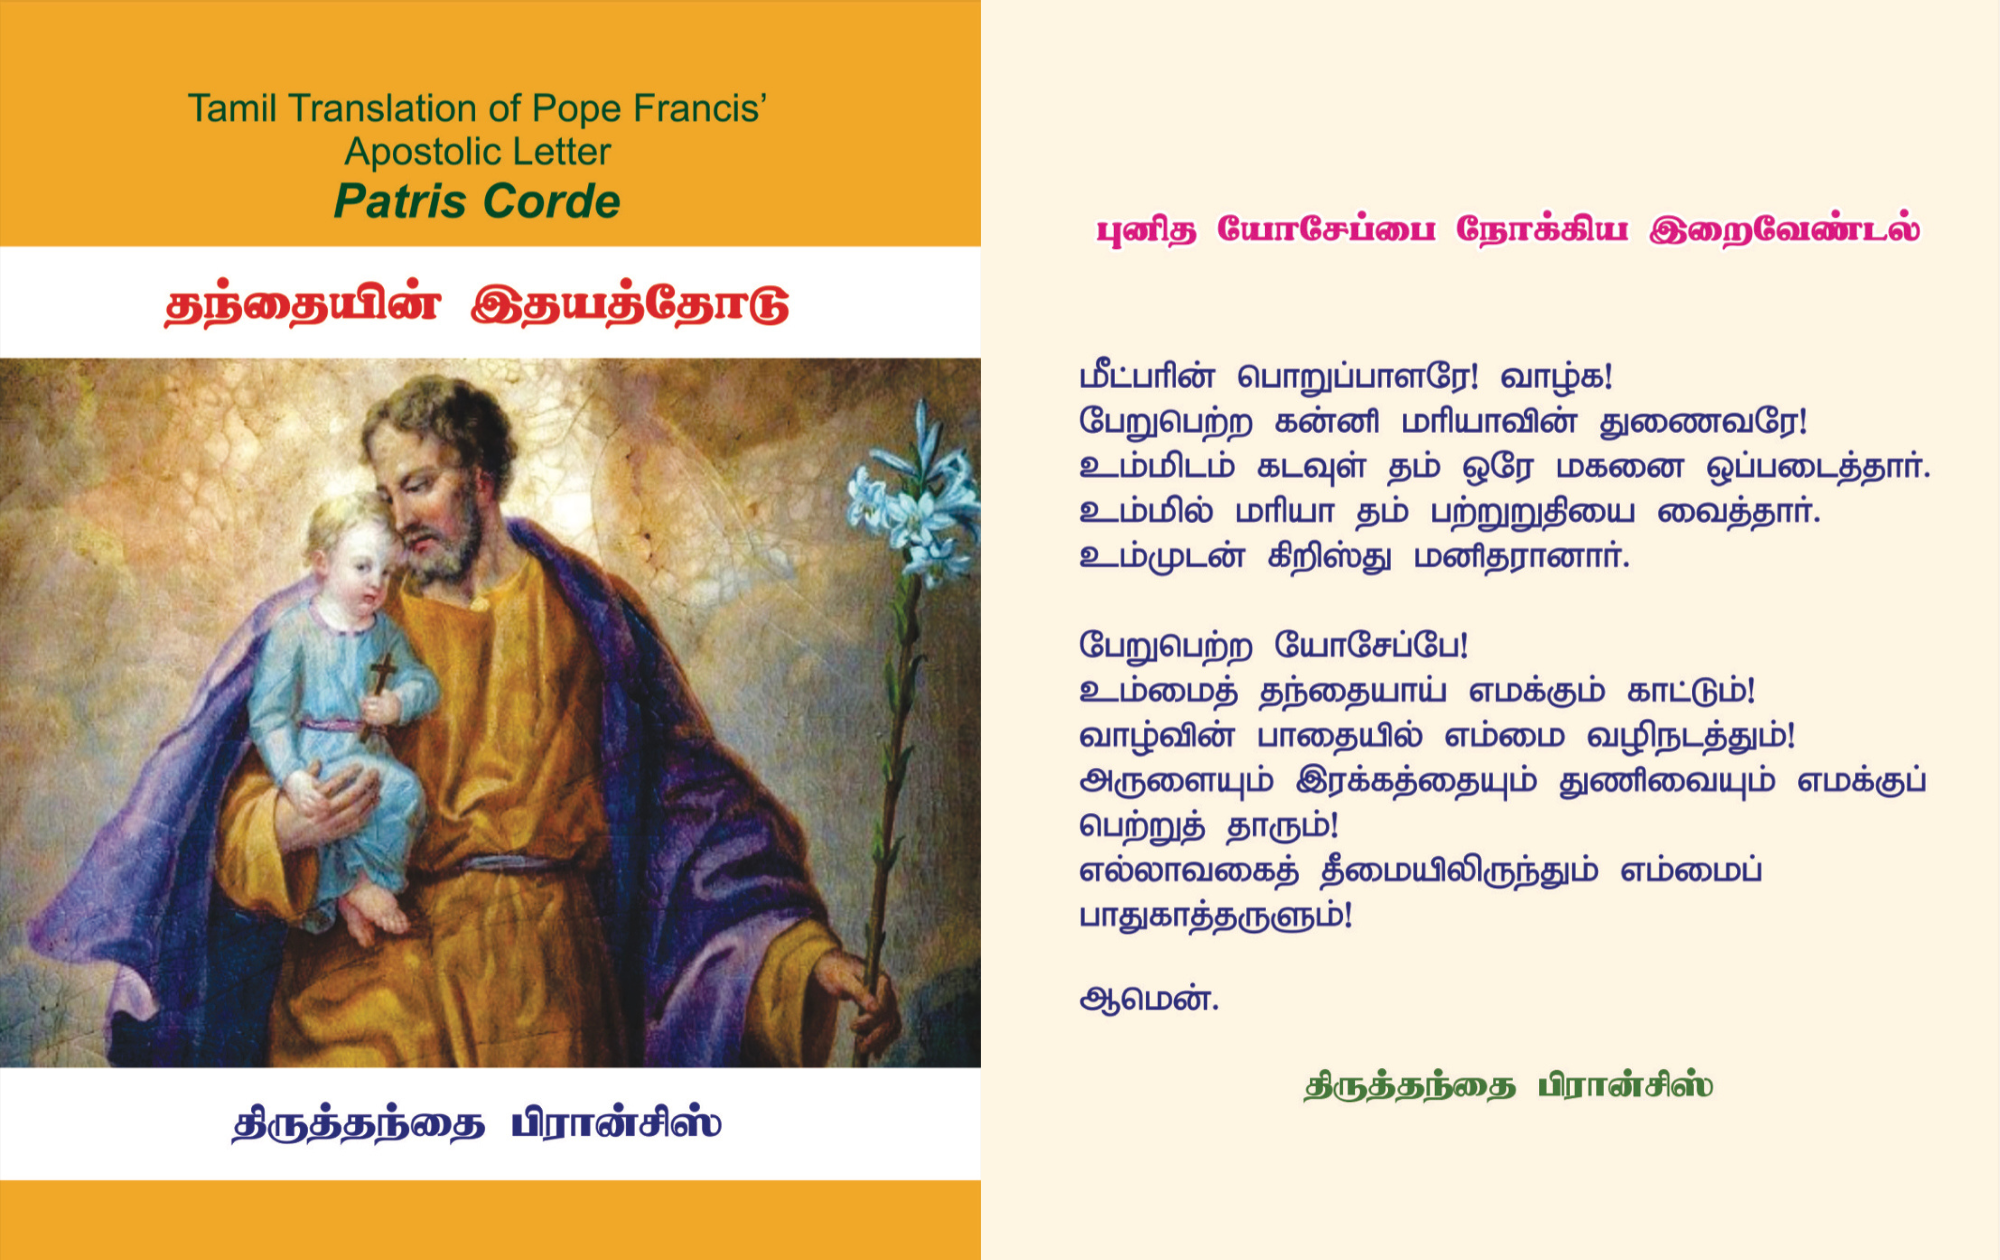 Tamil Translation of Pope Francis’
Apostolic Letter
Patris Corde
தந்தையின் இதயத்தோடு
திருத்தந்தை பிரான்சிஸ்
புனித யோசேப்பை நோக்கிய இறைவேண்டல்
மீட்பரின் பொறுப்பாளரே! வாழ்க!
பேறுபெற்ற கன்னி மரியாவின் துணைவரே!
உம்மிடம் கடவுள் தம் ஒரே மகனை ஒப்படைத்தார்.
உம்மில் மரியா தம் பற்றுறுதியை வைத்தார்.
உம்முடன் கிறிஸ்து மனிதரானார்.
பேறுபெற்ற யோசேப்பே!
உம்மைத் தந்தையாய் எமக்கும் காட்டும்!
வாழ்வின் பாதையில் எம்மை வழிநடத்தும்!
அருளையும் இரக்கத்தையும் துணிவையும் எமக்குப்
பெற்றுத் தாரும்!
எல்லாவகைத் தீமையிலிருந்தும் எம்மைப்
பாதுகாத்தருளும்!
ஆமென்.
திருத்தந்தை பிரான்சிஸ்